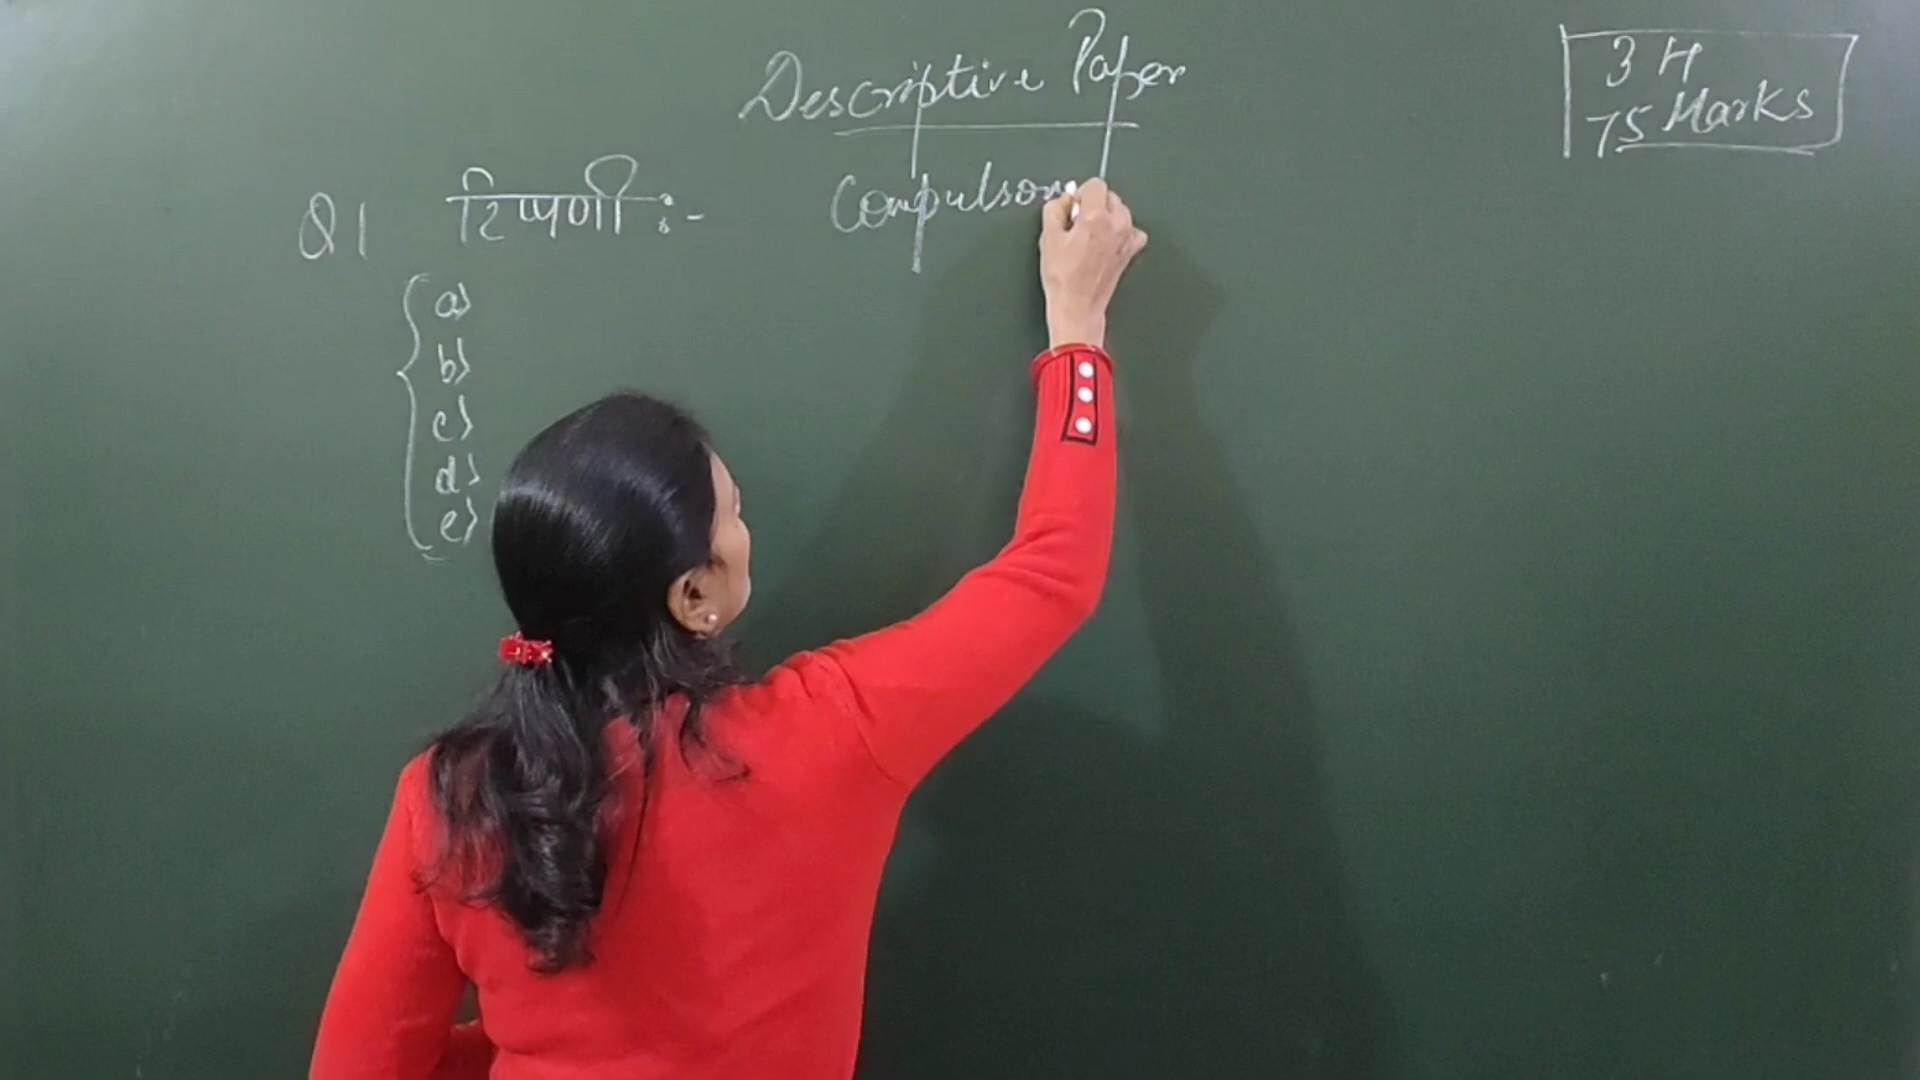 Descriptive Paper
3 H
75 Marks
Q1 टिप्पणी :- Compulsory
a)
b)
c)
d)
e)